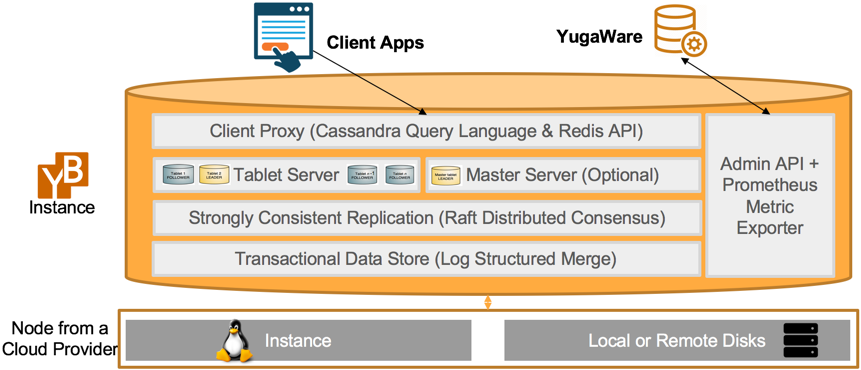 Client Apps
YugaWare
Client Proxy (Cassandra Query Language & Redis API)
Tablet 1
FOLLOWER
Tablet 2
LEADER
Tablet Server
Tablet n-1
FOLLOWER
Tablet n
FOLLOWER
Master tablet
LEADER
Master Server (Optional)
Admin API +
Prometheus
Metric
Exporter
YB
Instance
Strongly Consistent Replication (Raft Distributed Consensus)
Transactional Data Store (Log Structured Merge)
Node from a
Cloud Provider
Instance
Local or Remote Disks